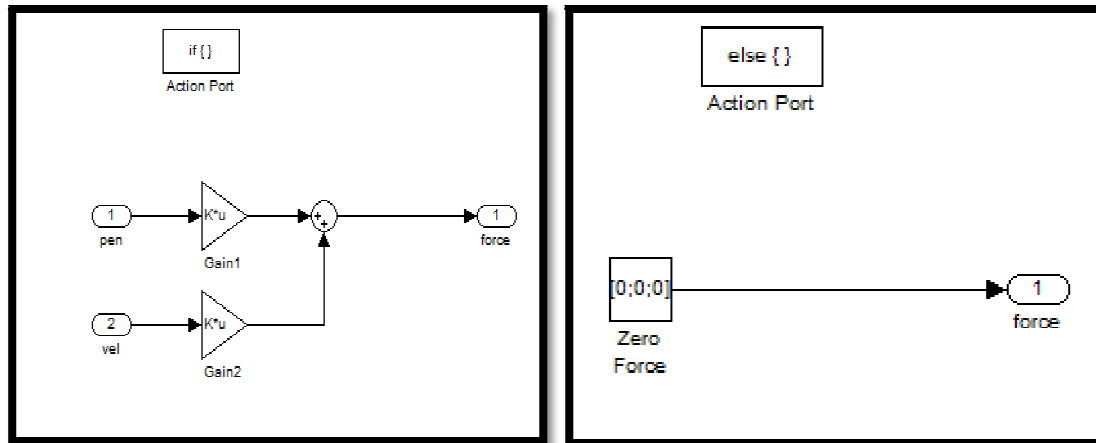 if { }
Action Port
1
pen
K*u
Gain1
+
+
1
force
2
vel
K*u
Gain2
else { }
Action Port
[0;0;0]
Zero
Force
1
force